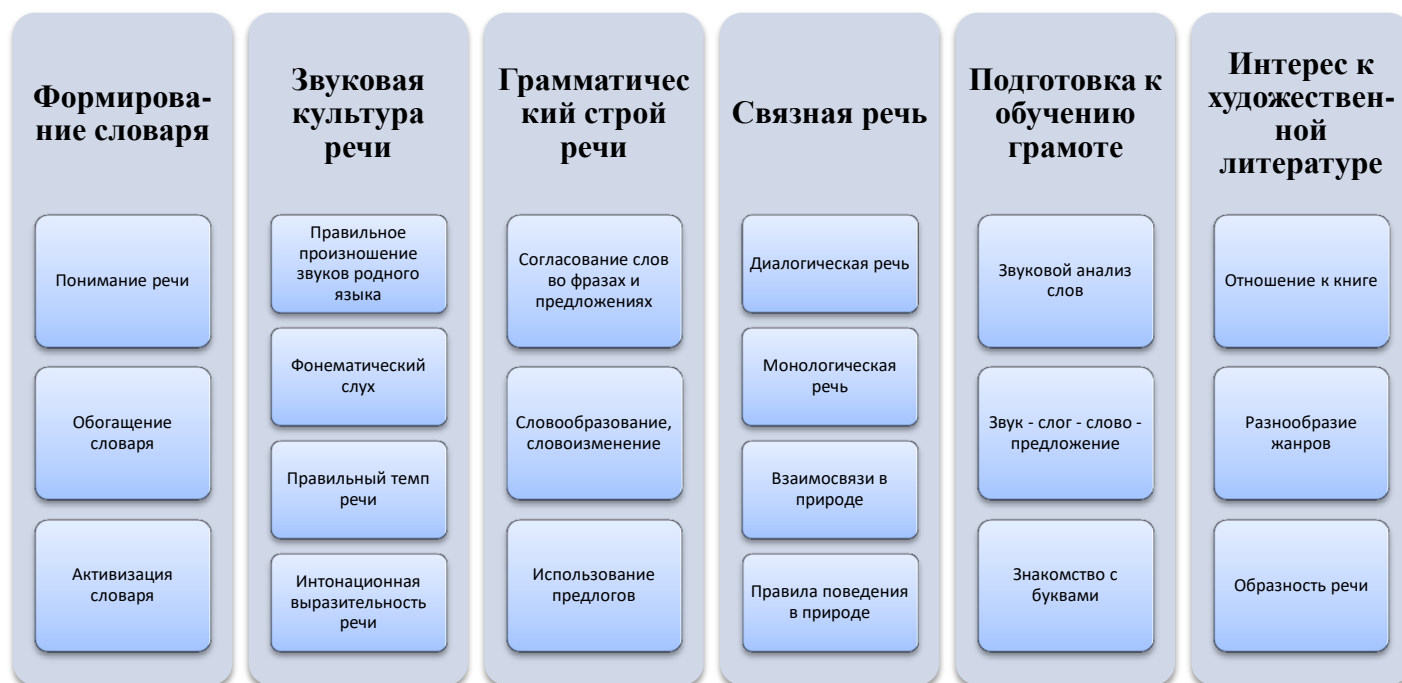 Формирова-
ние словаря
Понимание речи
Обогащение
словаря
Активизация
словаря
Звуковая
культура
речи
Правильное
произношение
звуков родного
языка
Фонематический
слух
Правильный темп
речи
Интонационная
выразительность
речи
Грамматичес
кий строй
речи
Согласование слов
во фразах и
предложениях
Словообразование,
словоизменение
Использование
предлогов
Связная речь
Диалогическая речь
Монологическая
речь
Взаимосвязи в
природе
Правила поведения
в природе
Подготовка к
обучению
грамоте
Звуковой анализ
слов
Звук - слог - слово -
предложение
Знакомство с
буквами
Интерес к
художествен-
ной
литературе
Отношение к книге
Разнообразие
жанров
Образность речи